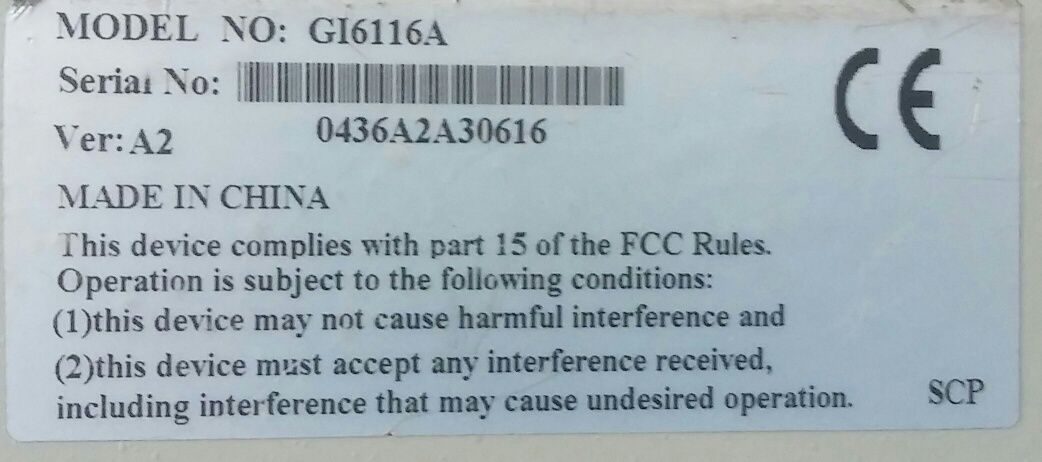 MODEL NO: GI6116A
Serial No:
Ver: A2 0436A2A30616
MADE IN CHINA
CE
This device complies with part 15 of the FCC Rules.
Operation is subject to the following conditions:
(1)this device may not cause harmful interference and
(2)this device must accept any interference received,
including interference that may cause undesired operation.
SCP